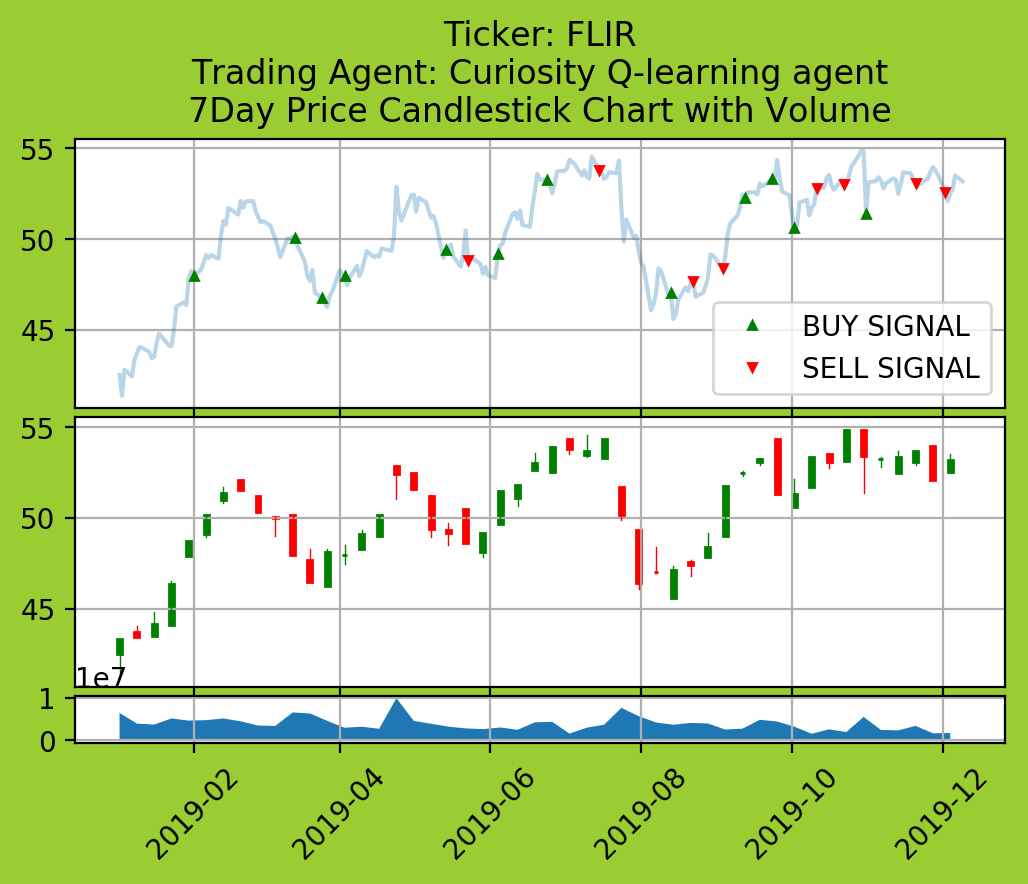 Ticker: FLIR
Trading Agent: Curiosity Q-learning agent
7Day Price Candlestick Chart with Volume
55
50
45
BUY SIGNAL
SELL SIGNAL
55
50
45
1e7
1
0
2019-02
2019-04
2019-06
2019-08
2019-10
2019-12